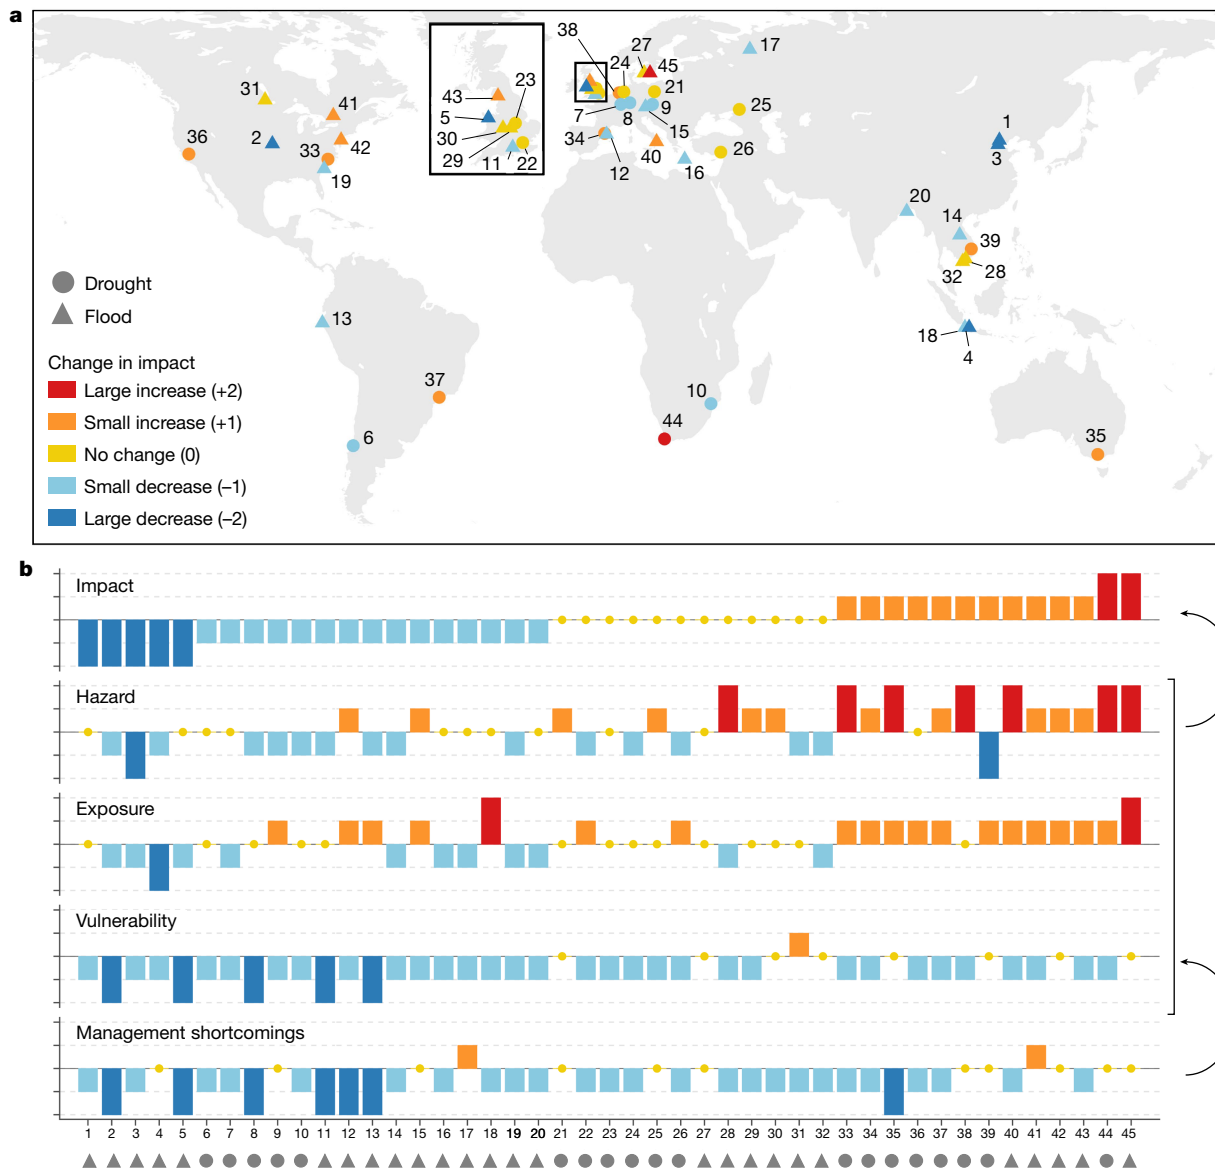 a
38
27
17
24
45
31
23
21
43
41
25
5
7
8
9
1
36
2
30
15
33
42
34
29
40
26
3
11
22
12
16
19
20
14
39
Drought
32
28
Flood
13
18
4
Change in impact
Large increase (+2)
37
10
Small increase (+1)
44
6
35
No change (0)
Small decrease (–1)
Large decrease (–2)
b
Impact
Hazard
Exposure
Vulnerability
Management shortcomings
1 2 3 4 5 6 7 8 9 10 11 12 13 14 15 16 17 18 19 20 21 22 23 24 25 26 27 28 29 30 31 32 33 34 35 36 37 38 39 40 41 42 43 44 45